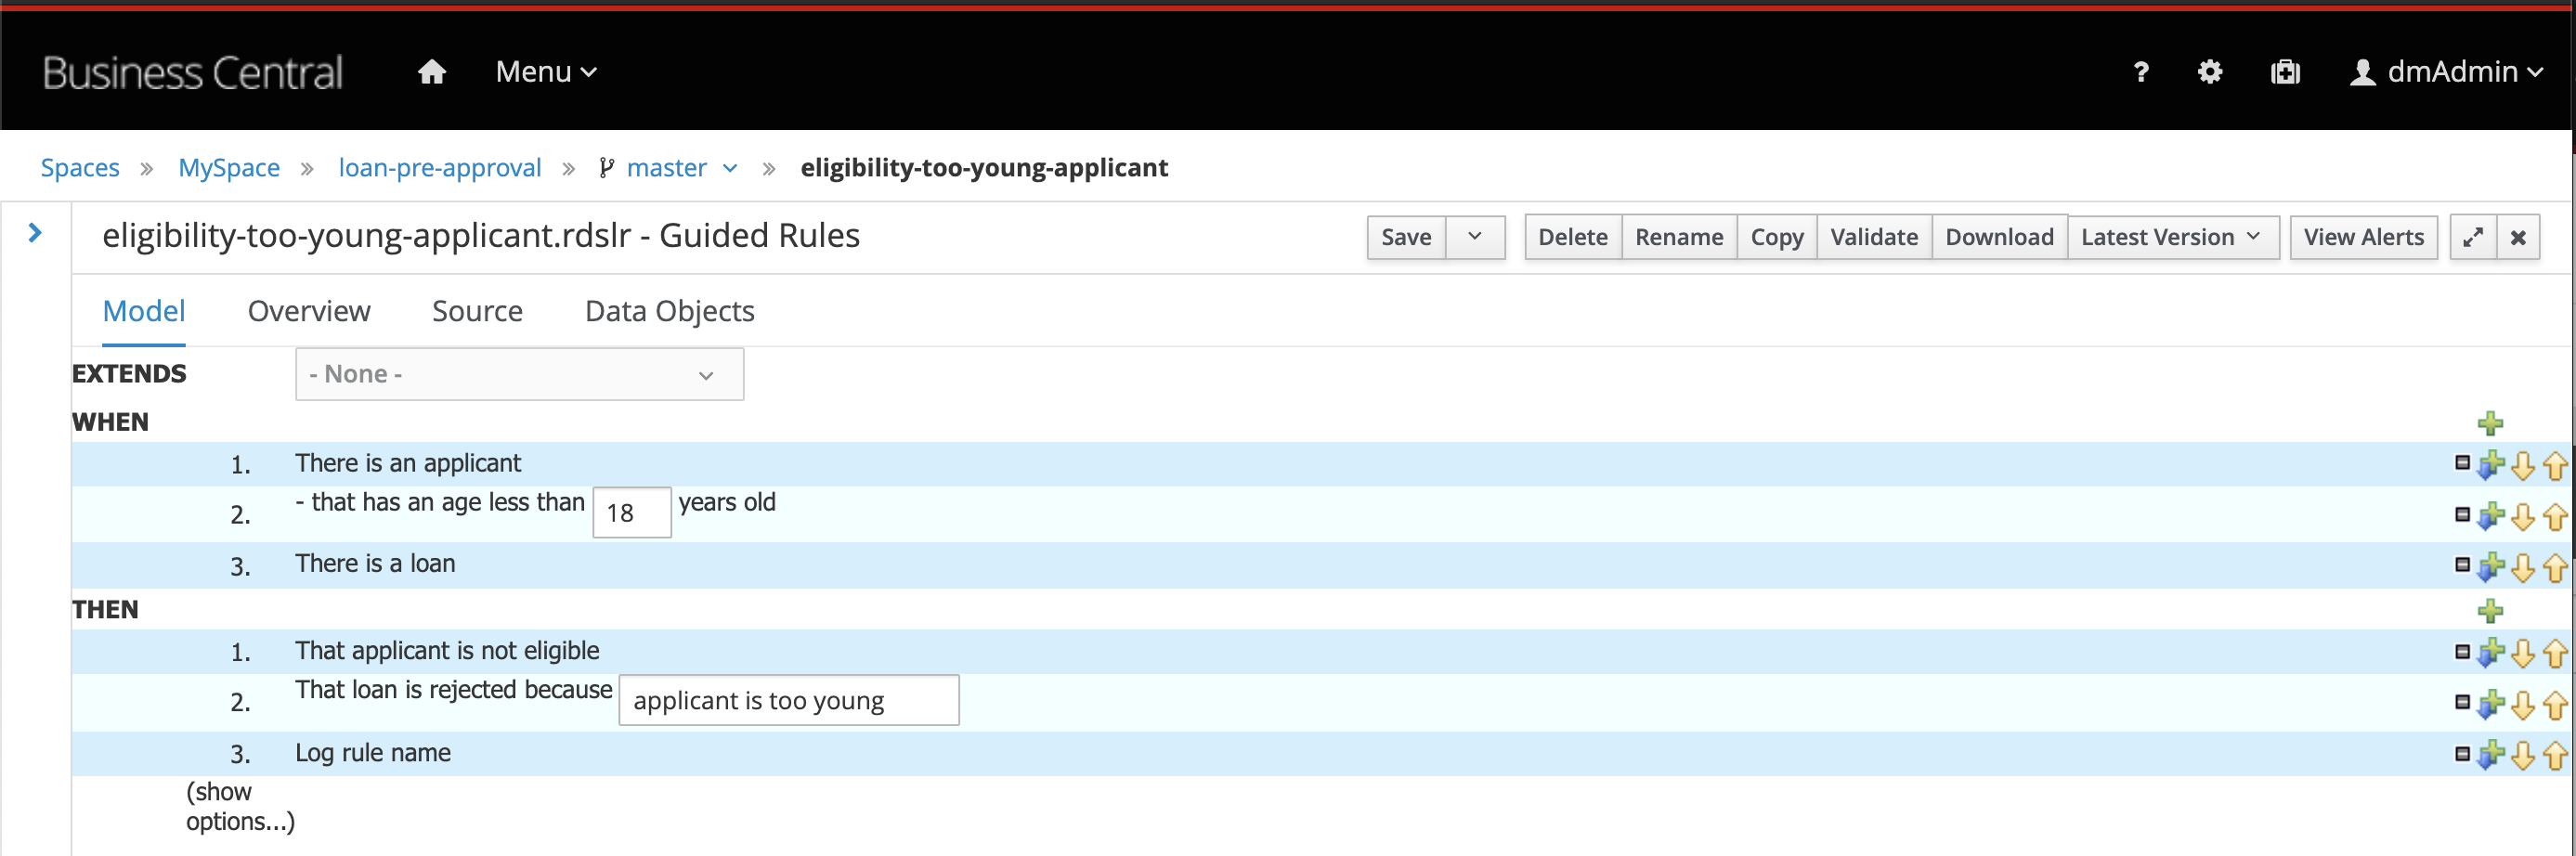 Business Central Menu ? dmAdmin
Spaces » MySpace » loan-pre-approval » master » eligibility-too-young-applicant
eligibility-too-young-applicant.rdslr - Guided Rules Save Delete Rename Copy Validate Download Latest Version View Alerts
Model Overview Source Data Objects
EXTENDS - None -
WHEN
1. There is an applicant
2. - that has an age less than 18 years old
3. There is a loan
THEN
1. That applicant is not eligible
2. That loan is rejected because applicant is too young
3. Log rule name
(show
options...)